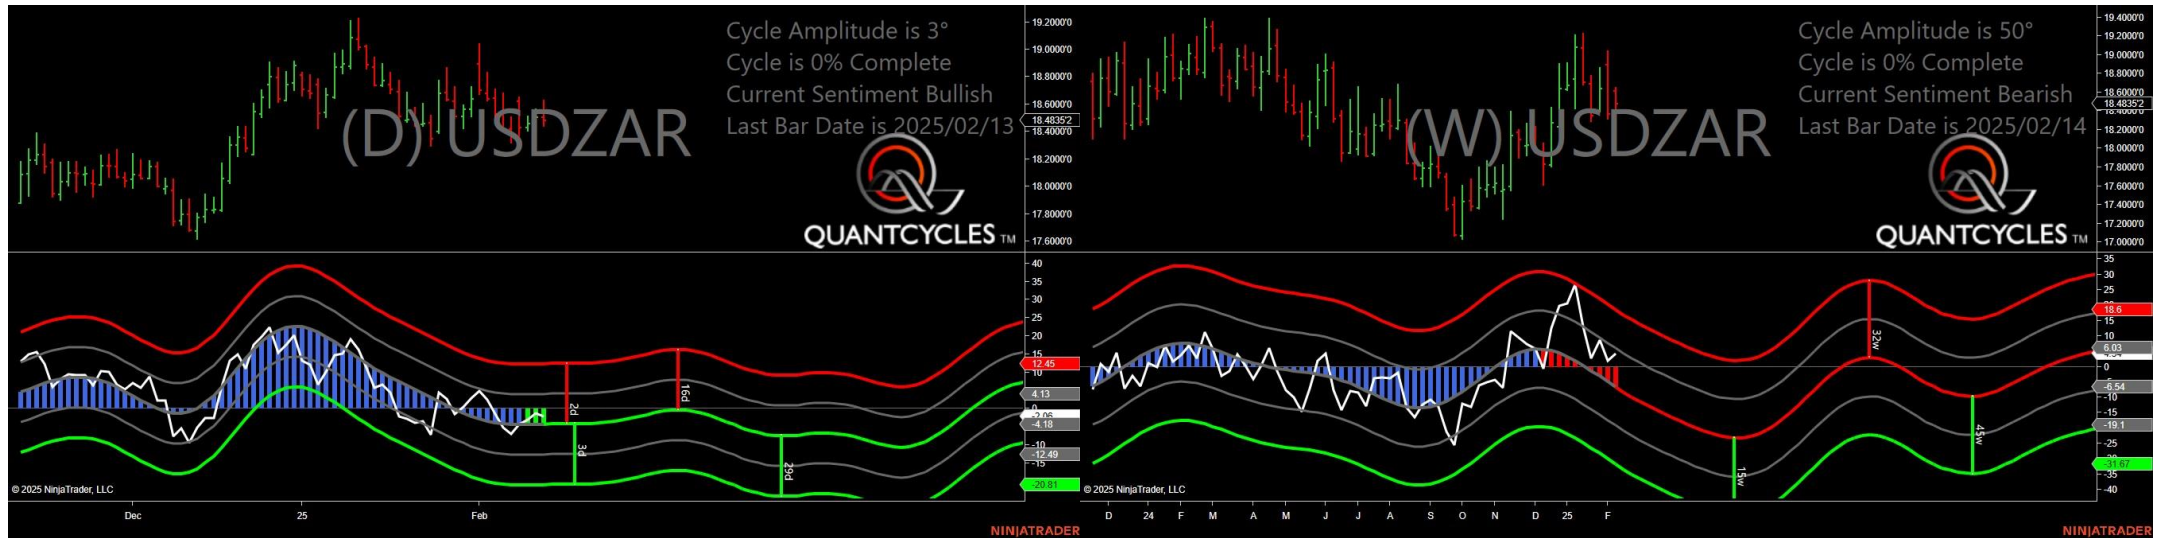 Cycle Amplitude is 3°
Cycle is 0% Complete
Current Sentiment Bullish
Last Bar Date is 2025/02/13
(D) USDZAR
QUANTCYCLES TM
19.2000'0
19.0000'0
18.8000'0
18.6000'0
18.4835'2
18.4000'0
18.2000'0
18.0000'0
17.8000'0
17.6000'0
40
35
30
25
20
15
12.45
10
4.13
-2.06
-4.18
-10
-12.49
-15
-20.81
2d
3d
16d
29d
© 2025 NinjaTrader, LLC
Dec
25
Feb
NINJATRADER
Cycle Amplitude is 50°
Cycle is 0% Complete
Current Sentiment Bearish
Last Bar Date is 2025/02/14
(W) USDZAR
QUANTCYCLES TM
19.4000'0
19.2000'0
19.0000'0
18.8000'0
18.6000'0
18.4835'2
18.2000'0
18.0000'0
17.8000'0
17.6000'0
17.4000'0
17.2000'0
17.0000'0
35
30
25
18.6
15
10
6.03
0
-6.54
-10
-15
-19.1
-25
-31.67
-35
-40
15w
32w
45w
© 2025 NinjaTrader, LLC
D
24
F
M
A
M
J
J
A
S
O
N
D
25
F
NINJATRADER